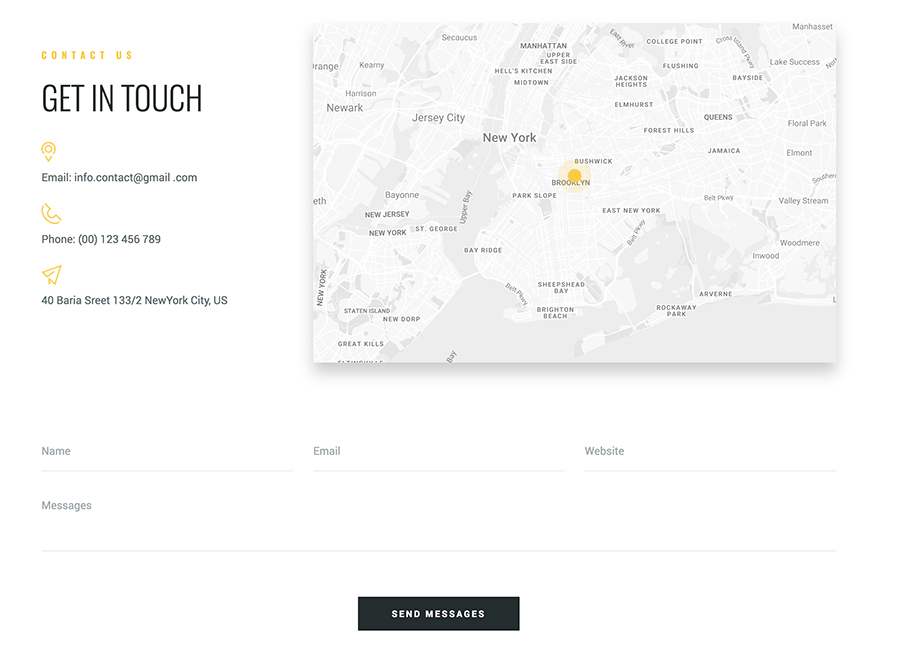 CONTACT US
GET IN TOUCH
Email: info.contact@gmail .com
Phone: (00) 123 456 789
40 Baria Sreet 133/2 NewYork City, US
Manhasset
Secaucus
East River
COLLEGE POINT
Cross Island Pkwy
MANHATTAN
UPPER
EAST SIDE
Lake Success
Kearny
FLUSHING
HELL'S KITCHEN
BAYSIDE
MIDTOWN
JACKSON
HEIGHTS
Harrison
Newark
ELMHURST
Jersey City
QUEENS
Floral Park
FOREST HILLS
New York
JAMAICA
Elmont
BUSHWICK
BROOKLYN
Bayonne
PARK SLOPE
Belt Pkwy
Valley Stream
Upper Bay
EAST NEW YORK
NEW JERSEY
NEW YORK
ST. GEORGE
Belt Pkwy
Woodmere
BAY RIDGE
Inwood
NEW YORK
SHEEPSHEAD
BAY
Belt Pkwy
ARVERNE
STATEN ISLAND
BRIGHTON
BEACH
ROCKAWAY
PARK
NEW DORP
GREAT KILLS
Bay
Name
Email
Website
Messages
SEND MESSAGES